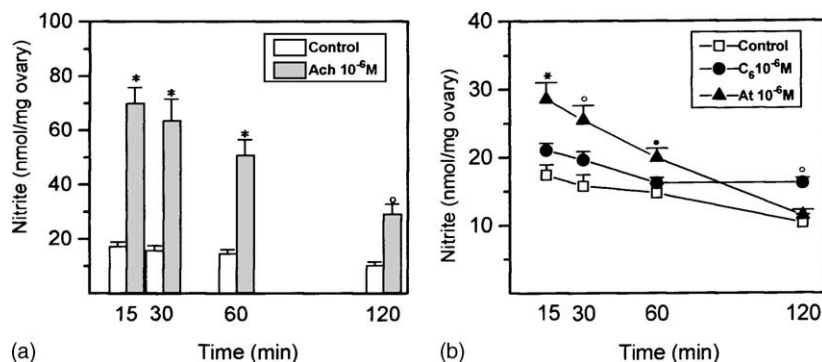 100
80
60
40
20
Nitrite (nmol/mg ovary)
Control
Ach 10⁻⁶M
*
*
*
°
15 30 60 120
Time (min)
(a)
40
30
20
10
Nitrite (nmol/mg ovary)
Control
C₆10⁻⁶M
At 10⁻⁶M
*
°
•
°
15 30 60 120
Time (min)
(b)